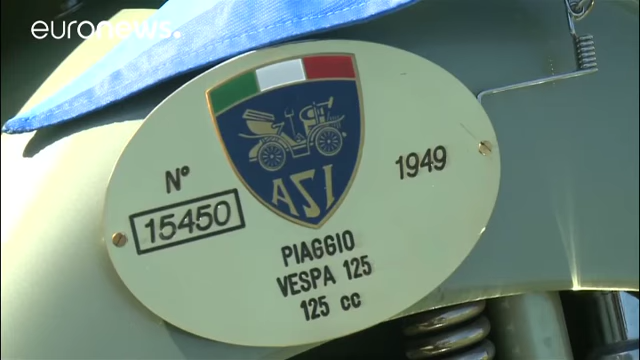 euronews.
ASI
N°
15450
1949
PIAGGIO
VESPA 125
125 cc